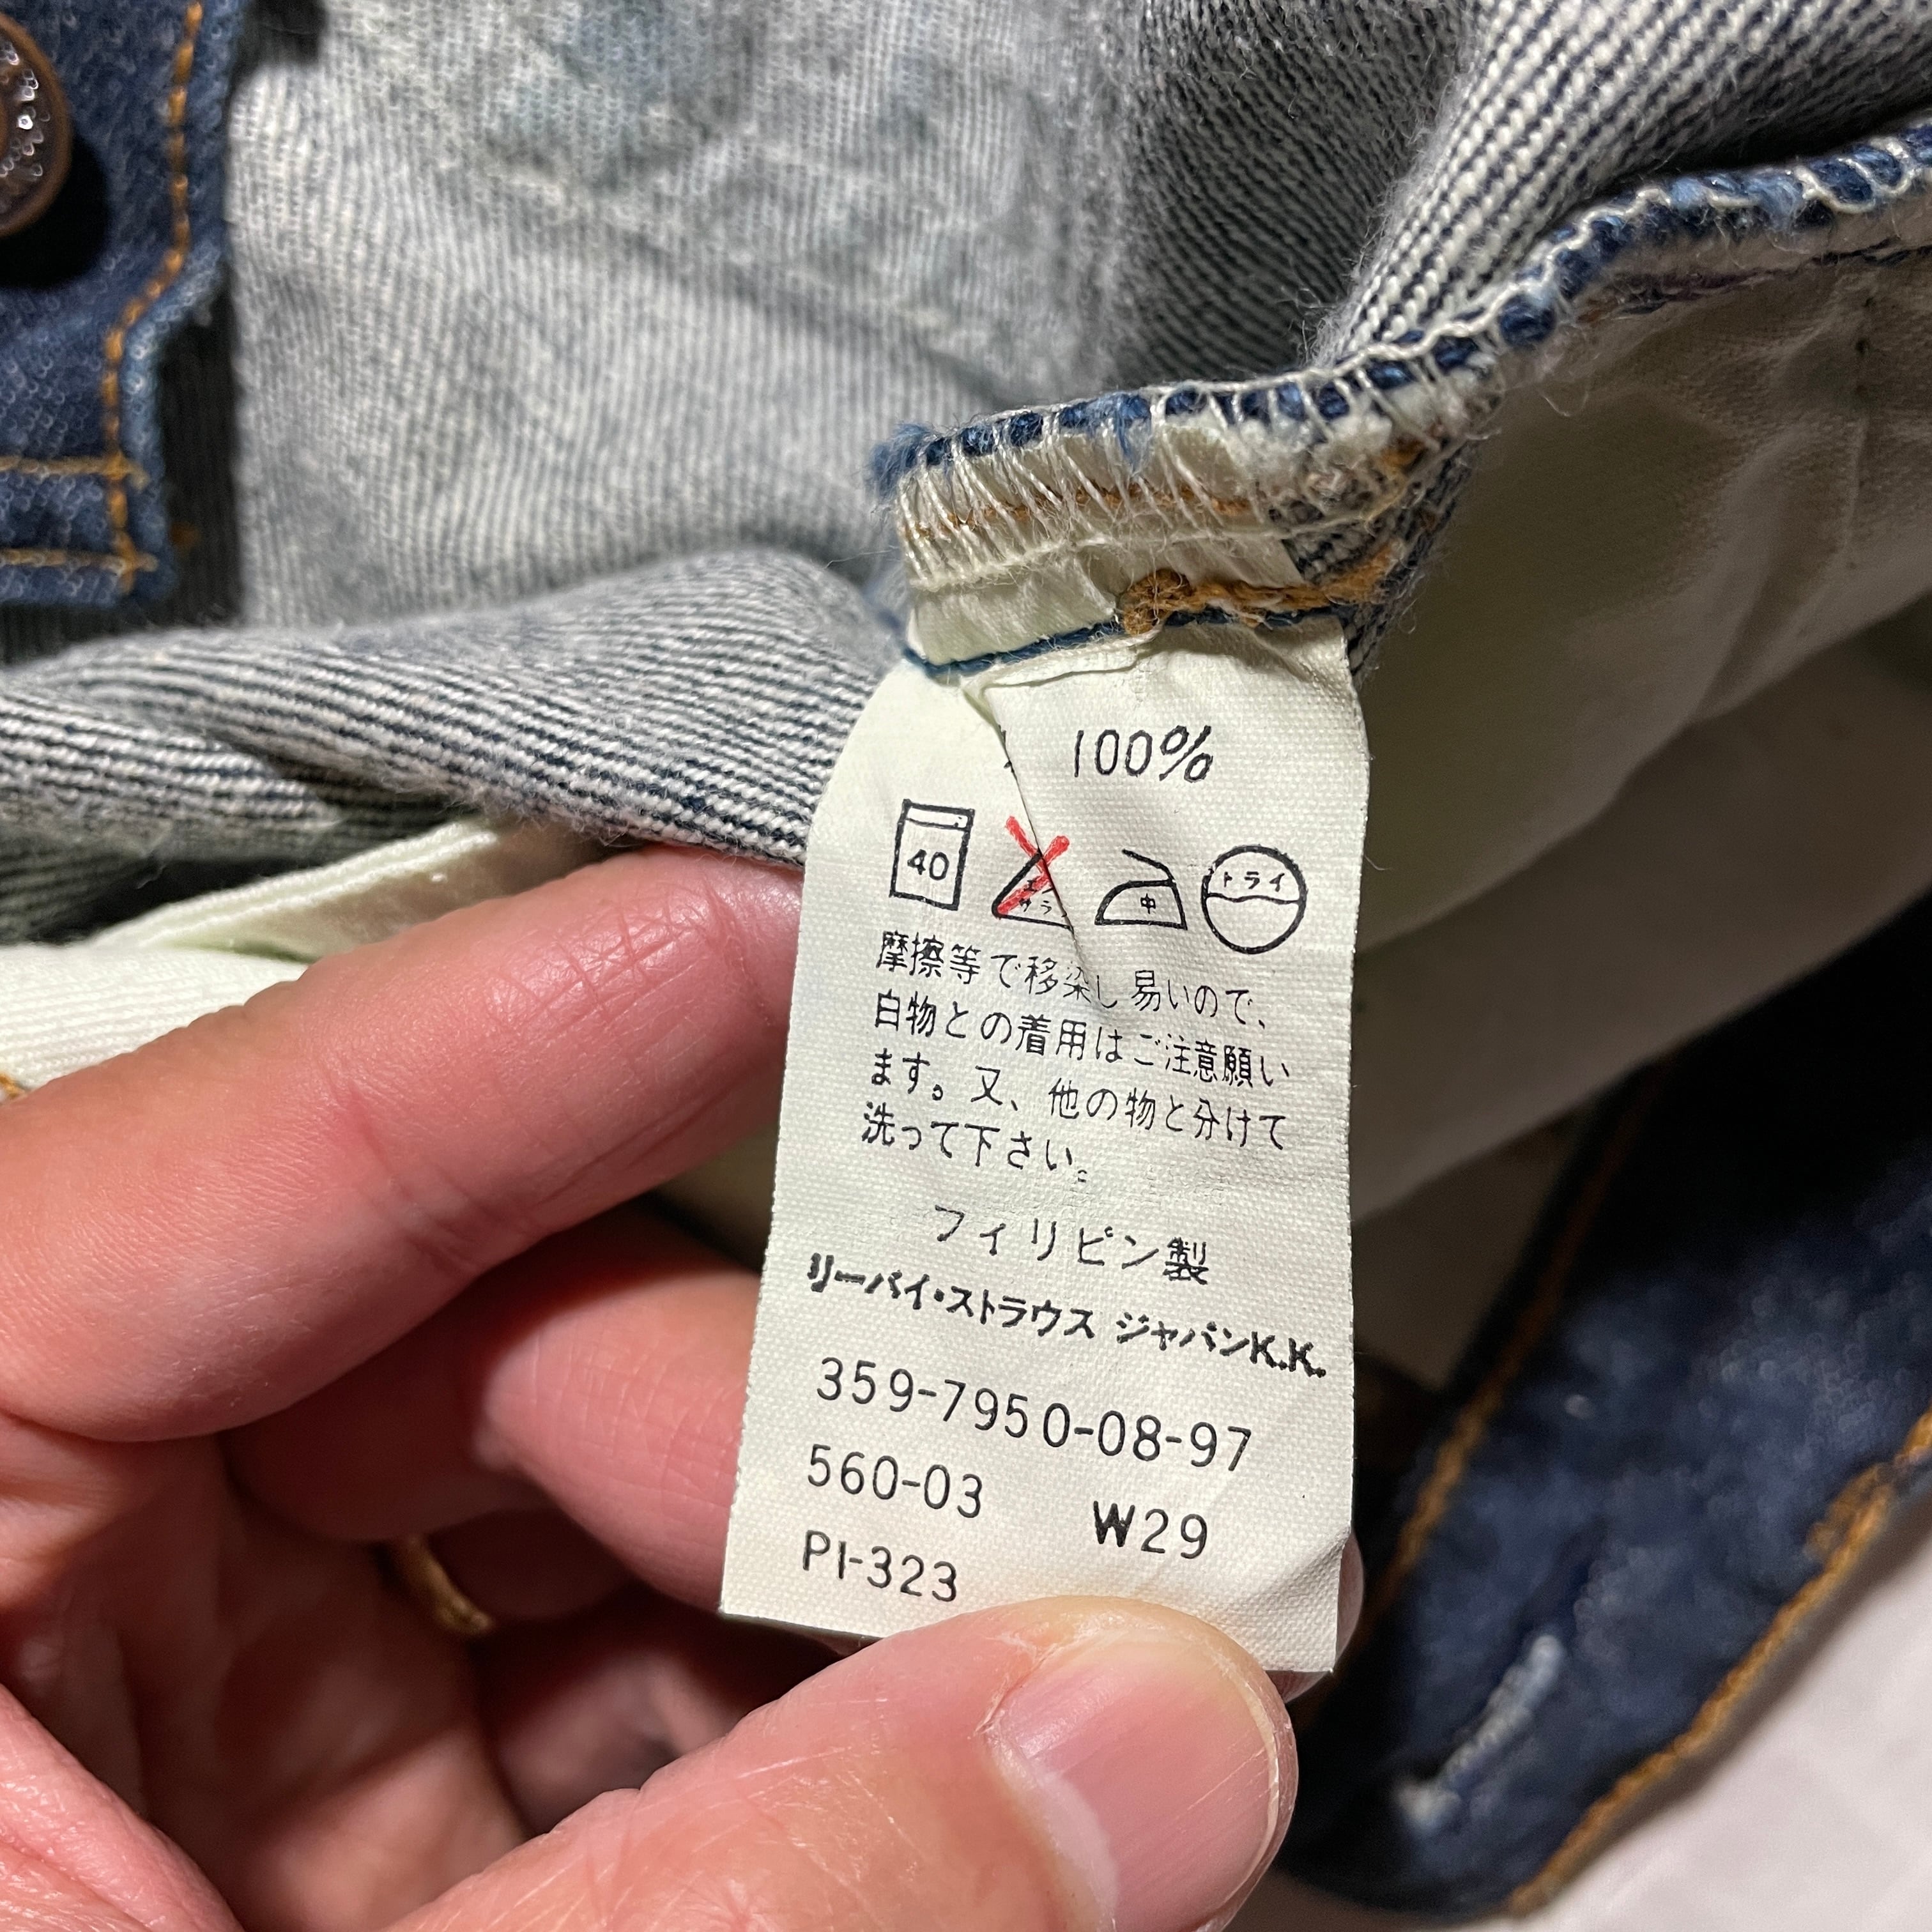 100%
40 中 ドライ
摩擦等で移染し易いので、
白物との着用はご注意願い
ます。又、他の物と分けて
洗って下さい。
フィリピン製
リーバイ・ストラウス ジャパンK.K.
359-7950-08-97
560-03 W29
PI-323